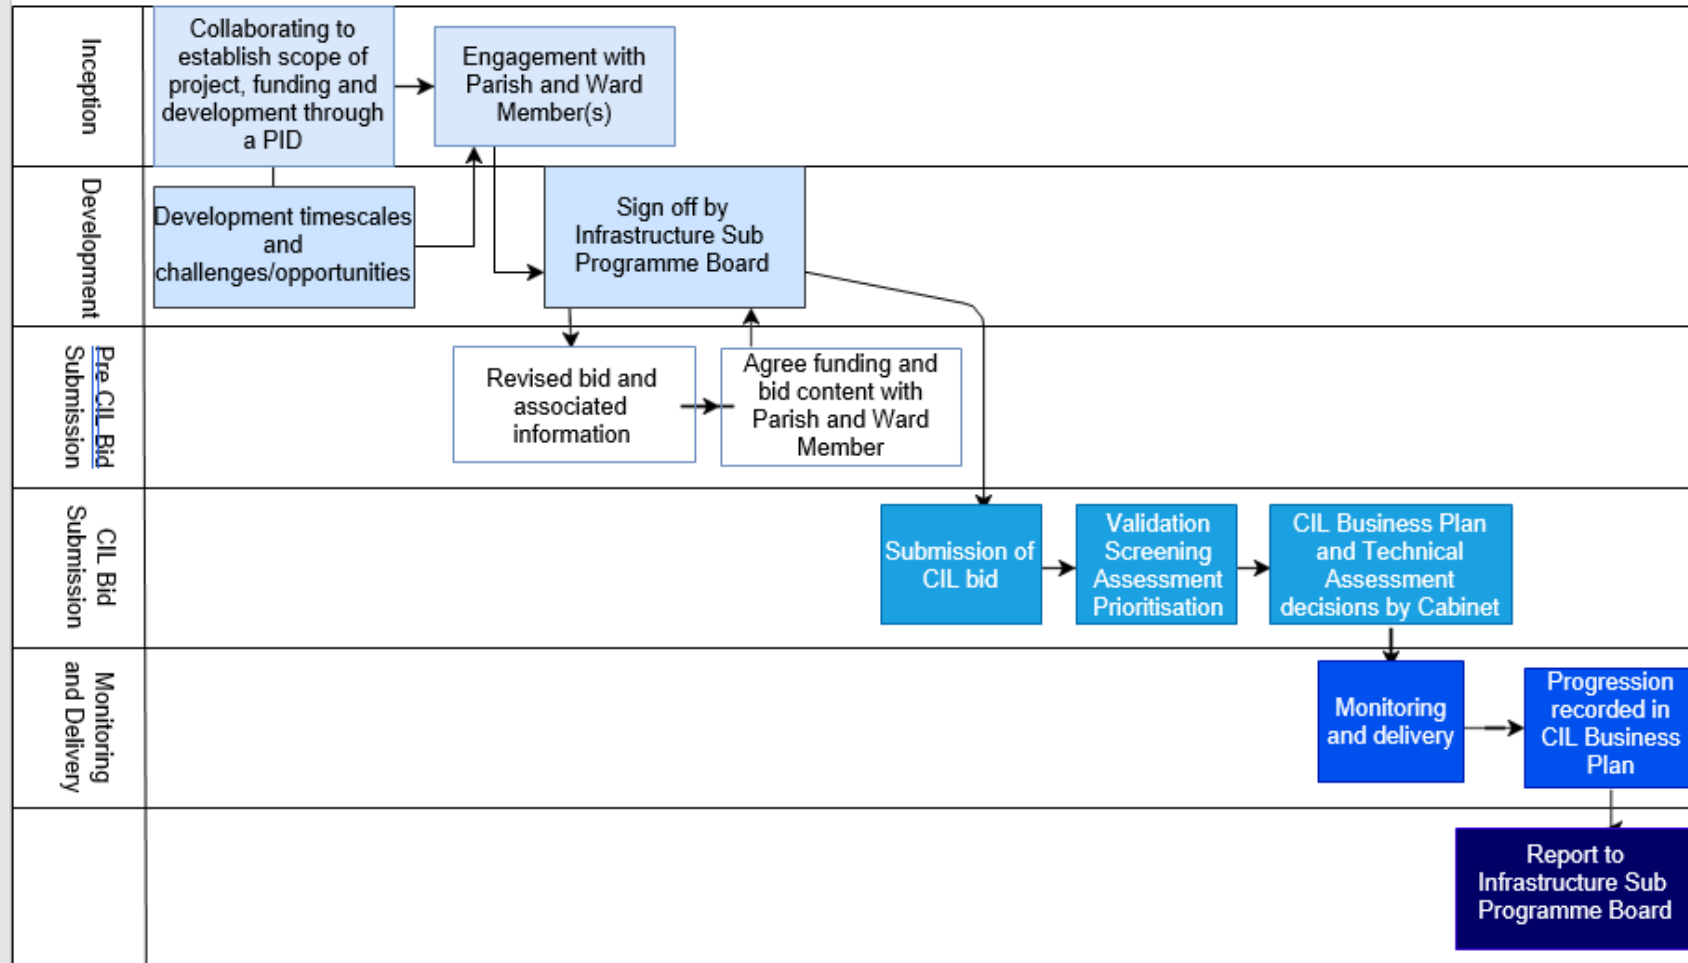 Inception
Collaborating to
establish scope of
project, funding and
development through
a PID
Engagement with
Parish and Ward
Member(s)
Development
Development timescales
and
challenges/opportunities
Sign off by
Infrastructure Sub
Programme Board
Pre CIL Bid
Submission
Revised bid and
associated
information
Agree funding and
bid content with
Parish and Ward
Member
CIL Bid
Submission
Submission of
CIL bid
Validation
Screening
Assessment
Prioritisation
CIL Business Plan
and Technical
Assessment
decisions by Cabinet
Monitoring
and Delivery
Monitoring
and delivery
Progression
recorded in
CIL Business
Plan
Report to
Infrastructure Sub
Programme Board